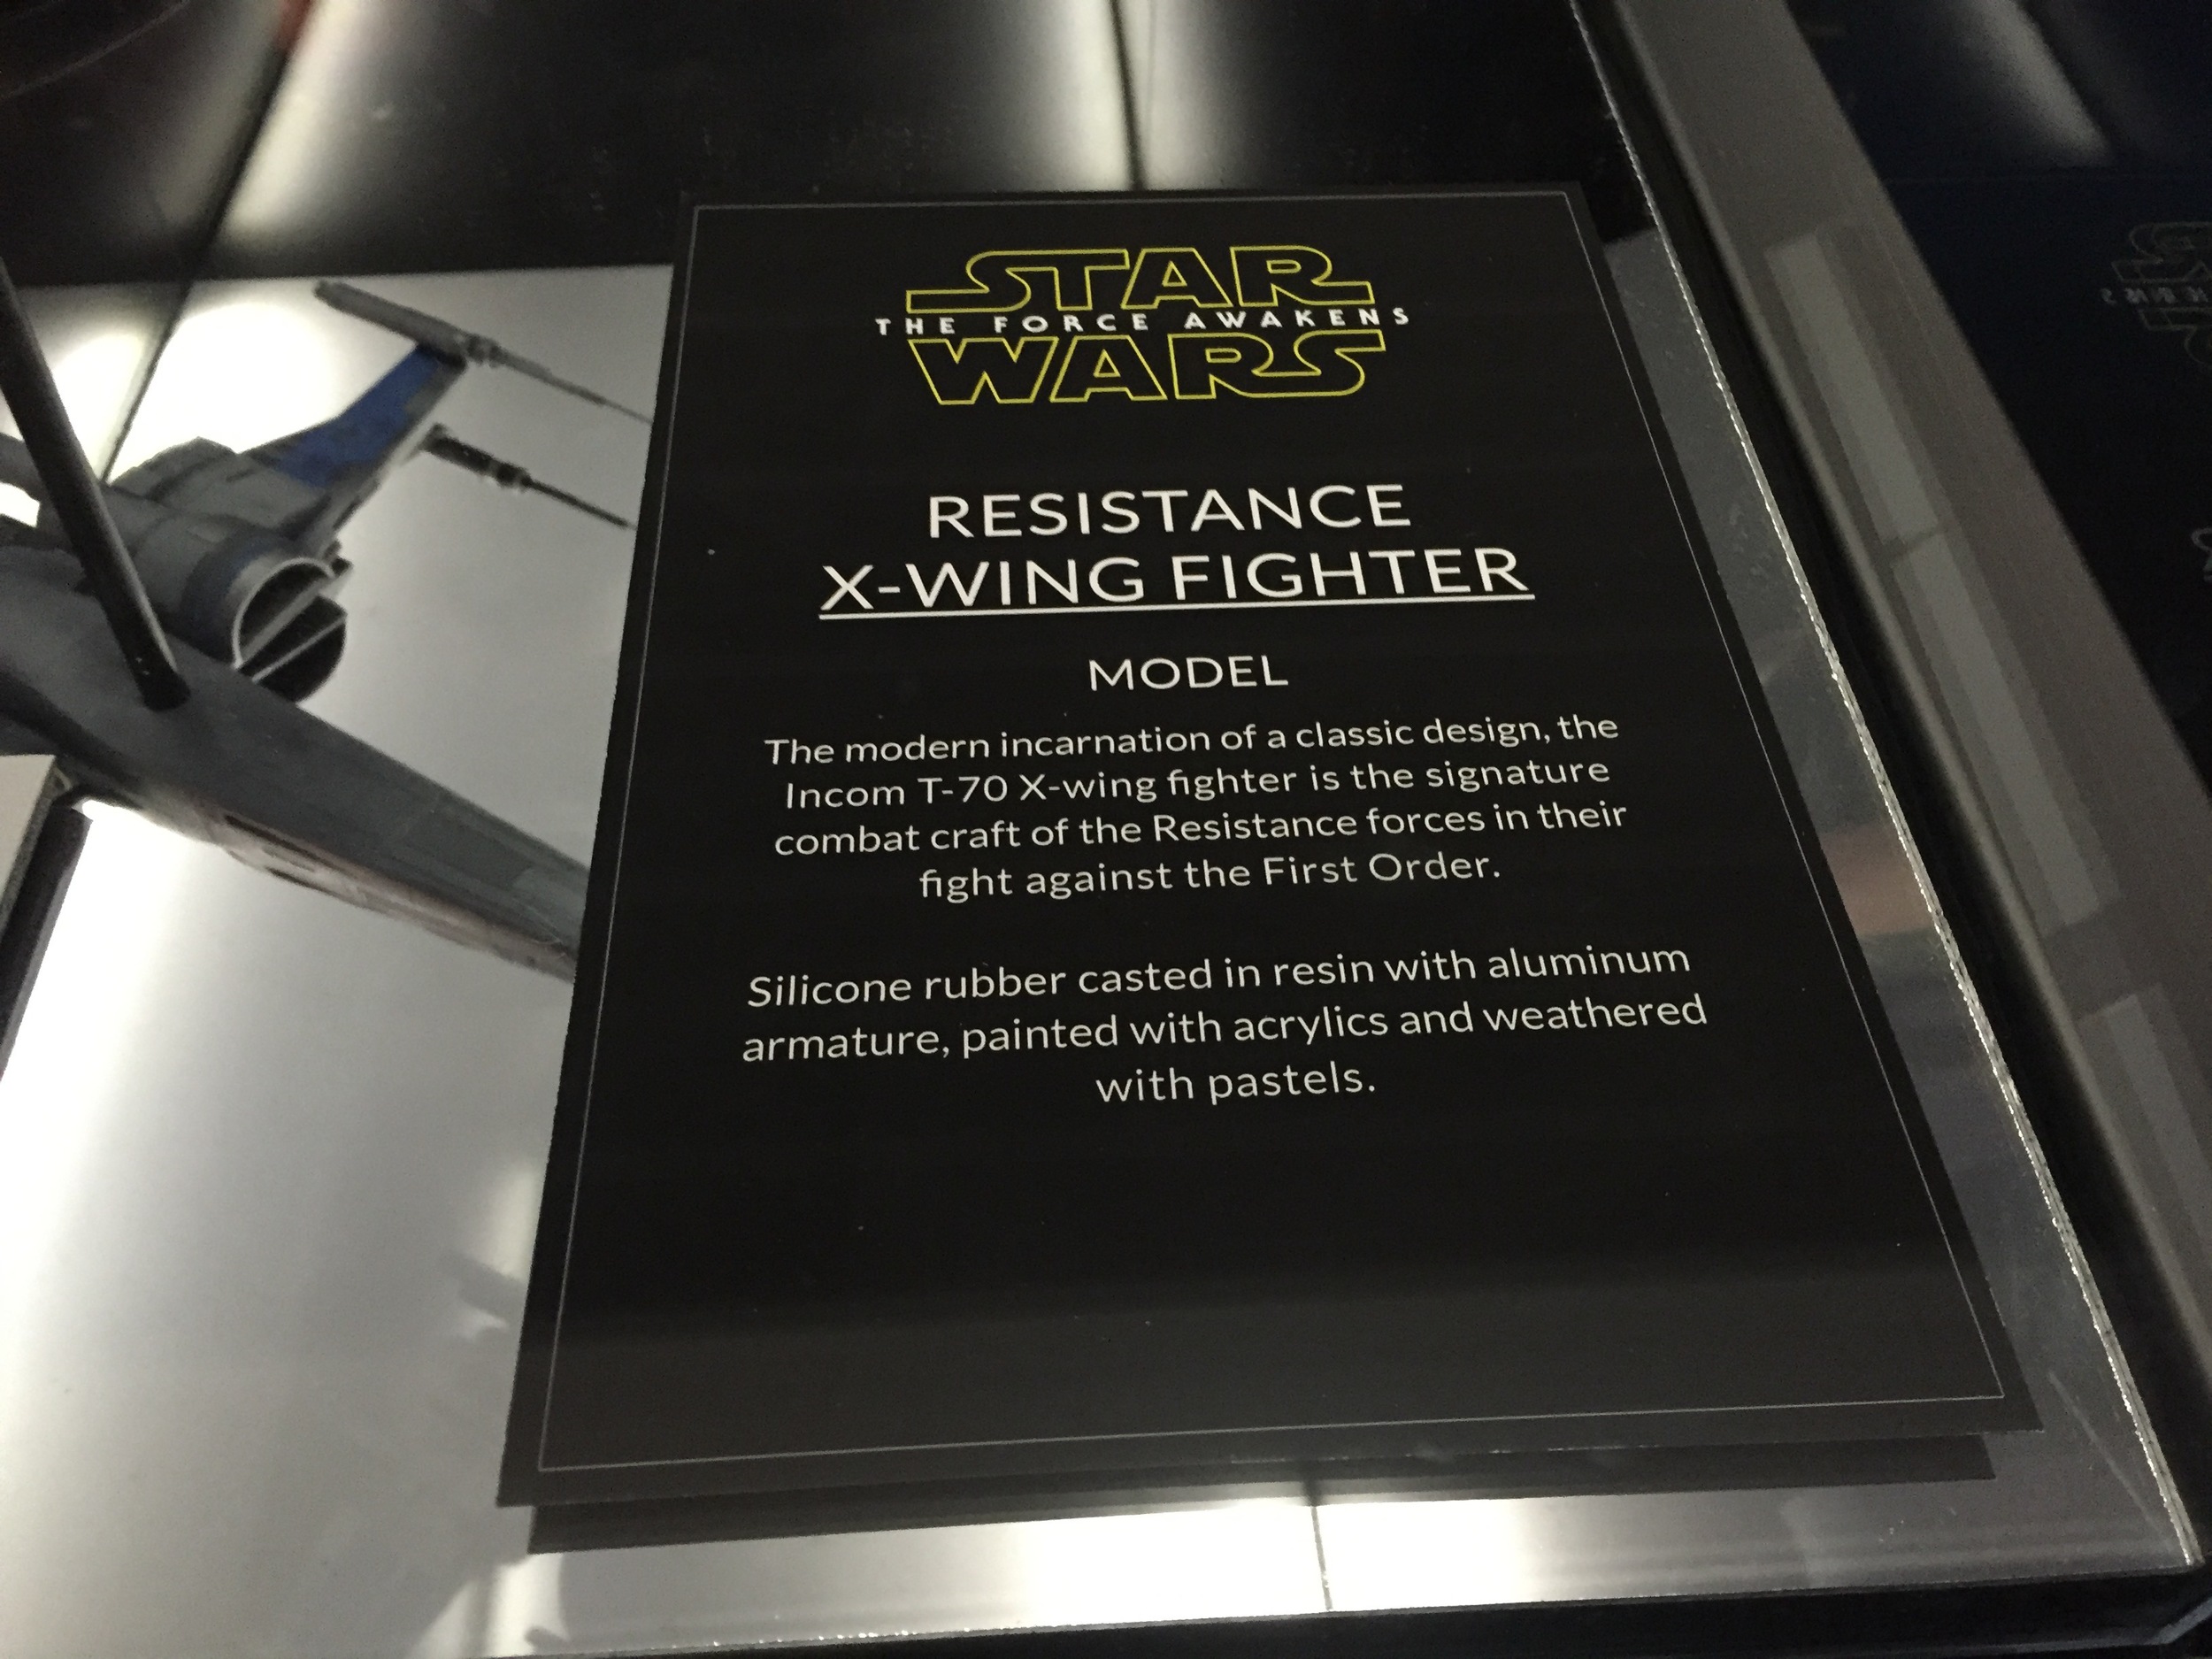 STAR
THE FORCE AWAKENS
WARS
RESISTANCE
X-WING FIGHTER
MODEL
The modern incarnation of a classic design, the
Incom T-70 X-wing fighter is the signature
combat craft of the Resistance forces in their
fight against the First Order.
Silicone rubber casted in resin with aluminum
armature, painted with acrylics and weathered
with pastels.